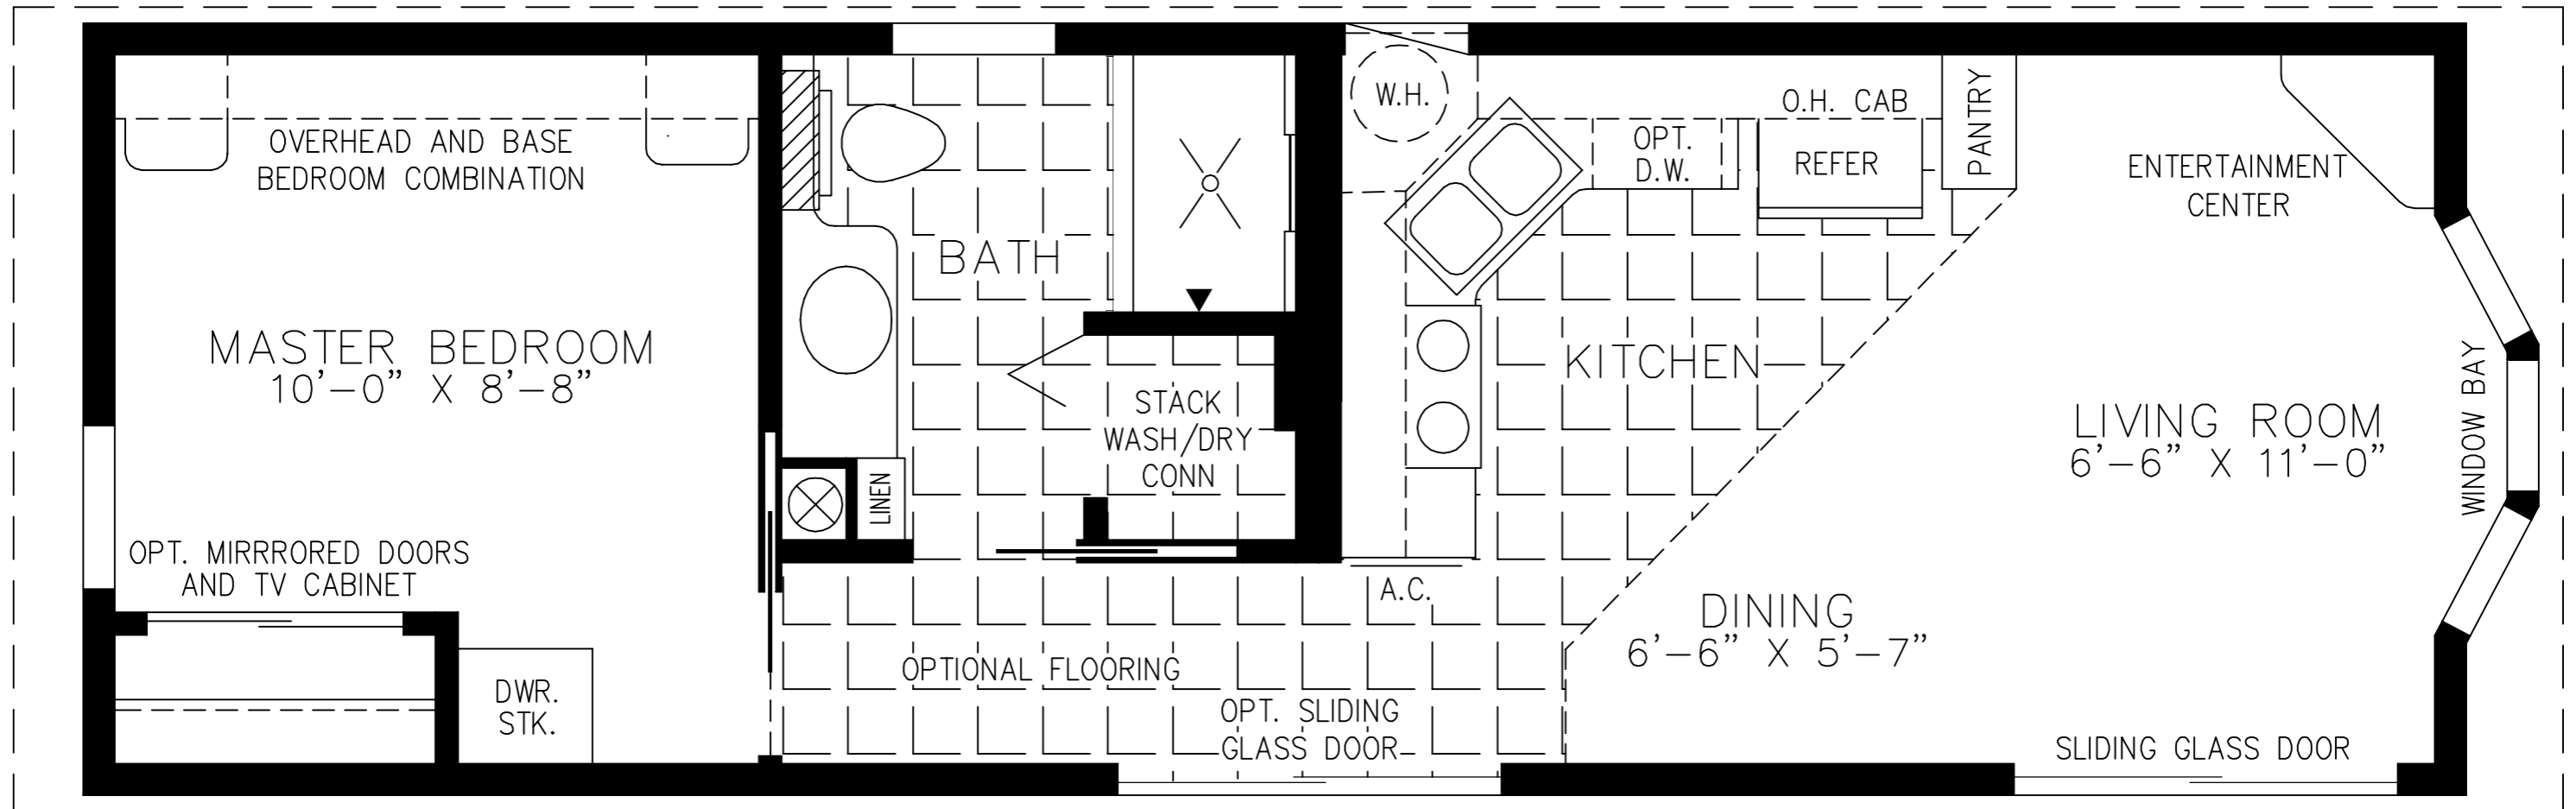 OVERHEAD AND BASE
BEDROOM COMBINATION
MASTER BEDROOM
10'-0" X 8'-8"
OPT. MIRRRORED DOORS
AND TV CABINET
DWR.
STK.
BATH
LINEN
STACK
WASH/DRY
CONN
OPTIONAL FLOORING
OPT. SLIDING
GLASS DOOR
W.H.
OPT.
D.W.
O.H. CAB
REFER
PANTRY
KITCHEN
A.C.
DINING
6'-6" X 5'-7"
ENTERTAINMENT
CENTER
LIVING ROOM
6'-6" X 11'-0"
WINDOW BAY
SLIDING GLASS DOOR